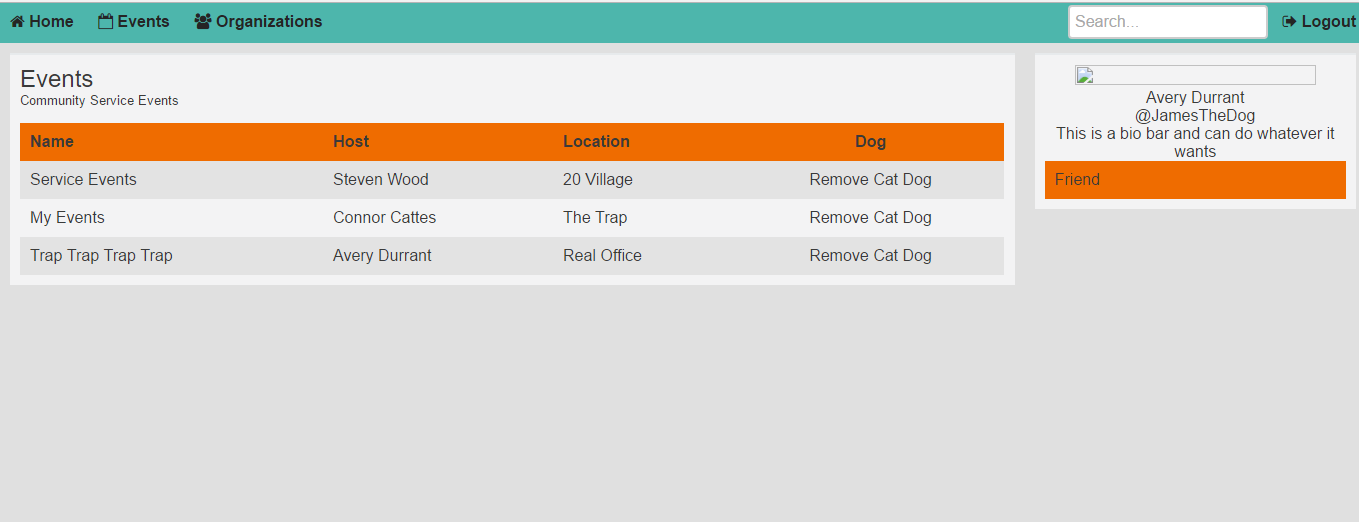 Home Events Organizations Search... Logout
Events
Community Service Events
Name Host Location Dog
Service Events Steven Wood 20 Village Remove Cat Dog
My Events Connor Cattes The Trap Remove Cat Dog
Trap Trap Trap Trap Avery Durrant Real Office Remove Cat Dog
Avery Durrant
@JamesTheDog
This is a bio bar and can do whatever it
wants
Friend